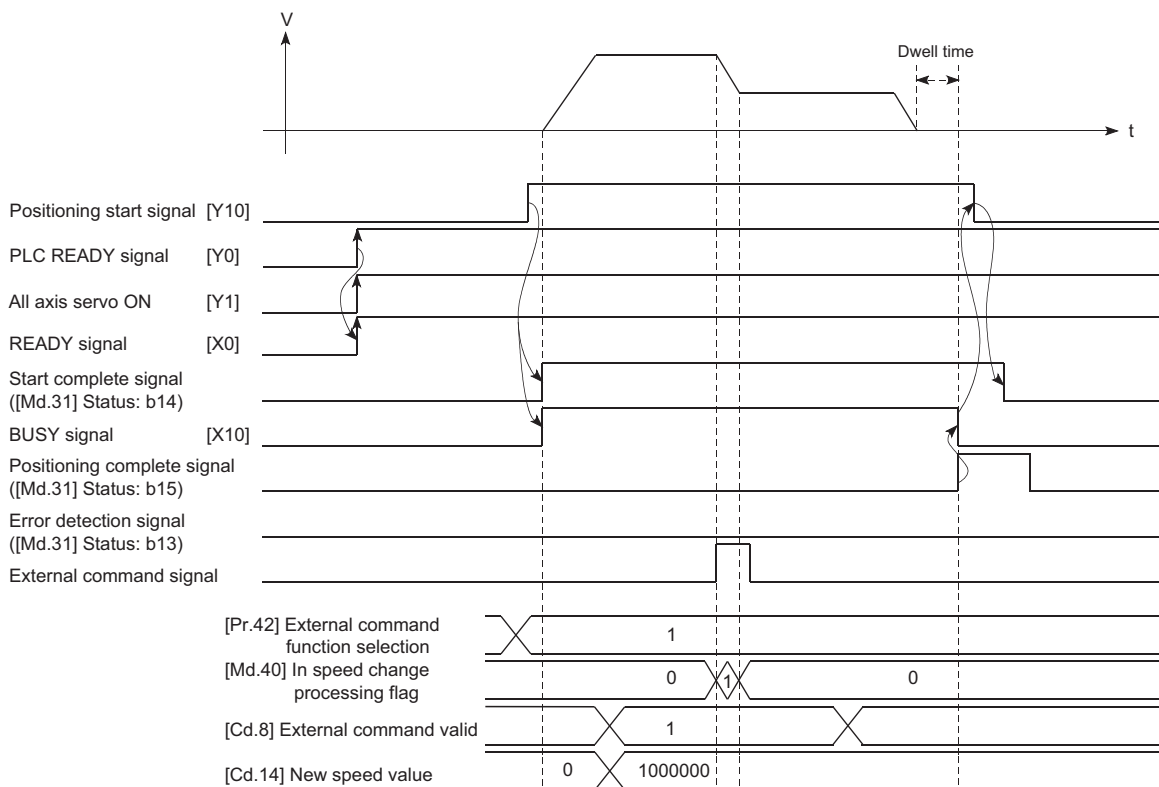 V
Dwell time
t
Positioning start signal [Y10]
PLC READY signal [Y0]
All axis servo ON [Y1]
READY signal [X0]
Start complete signal
([Md.31] Status: b14)
BUSY signal [X10]
Positioning complete signal
([Md.31] Status: b15)
Error detection signal
([Md.31] Status: b13)
External command signal
[Pr.42] External command
function selection
1
[Md.40] In speed change
processing flag
0 1 0
[Cd.8] External command valid 1
[Cd.14] New speed value 0 1000000